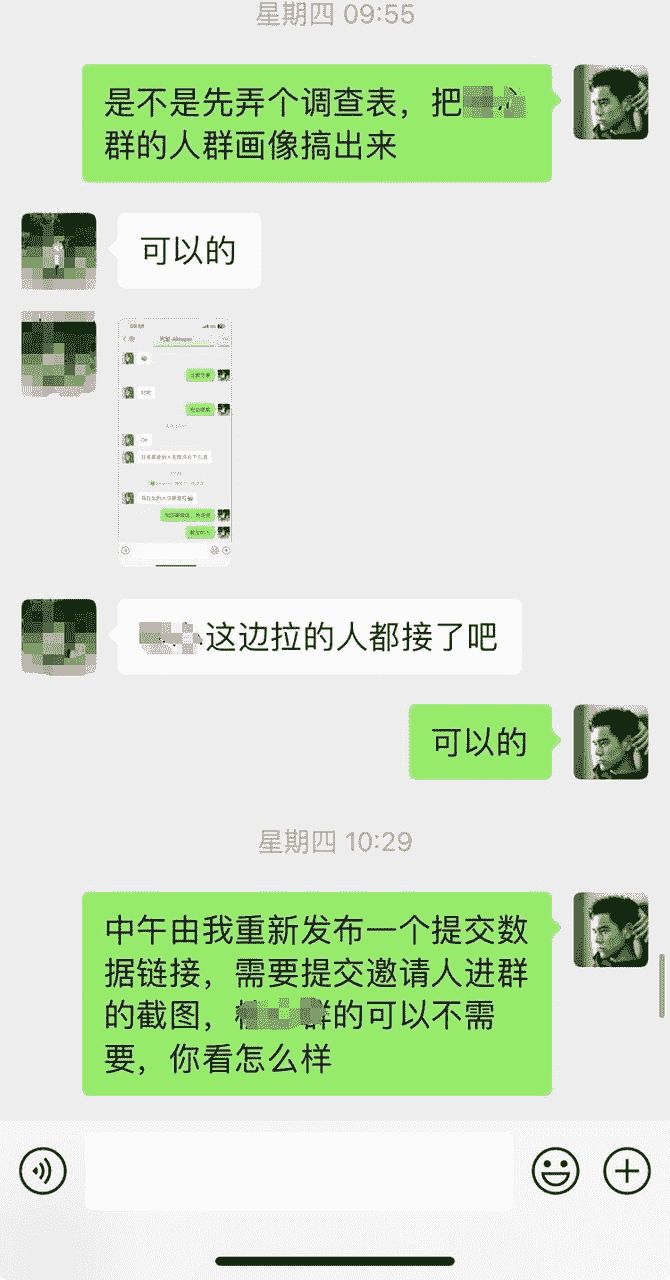 星期四 09:55
是不是先弄个调查表，把
群的人群画像搞出来
可以的
这边拉的人都接了吧
可以的
星期四 10:29
中午由我重新发布一个提交数
据链接，需要提交邀请人进群
的截图，群的可以不需
要，你看怎么样